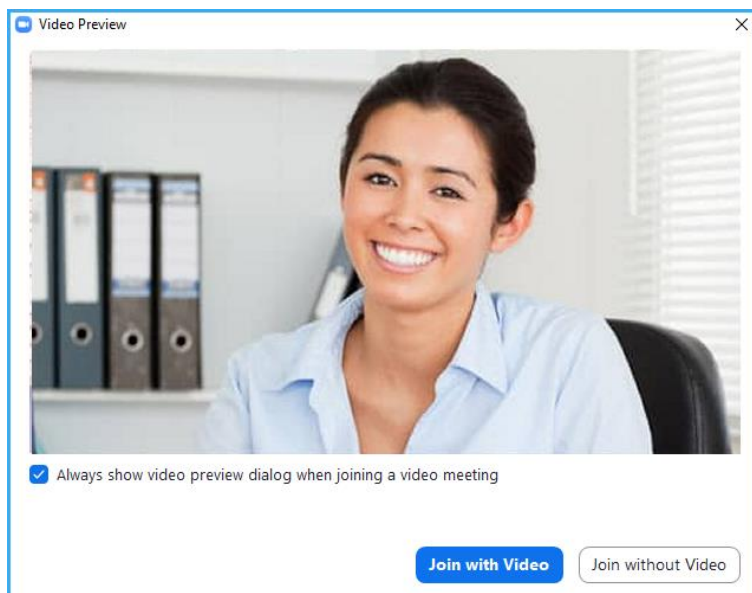 Video Preview
Always show video preview dialog when joining a video meeting
Join with Video
Join without Video